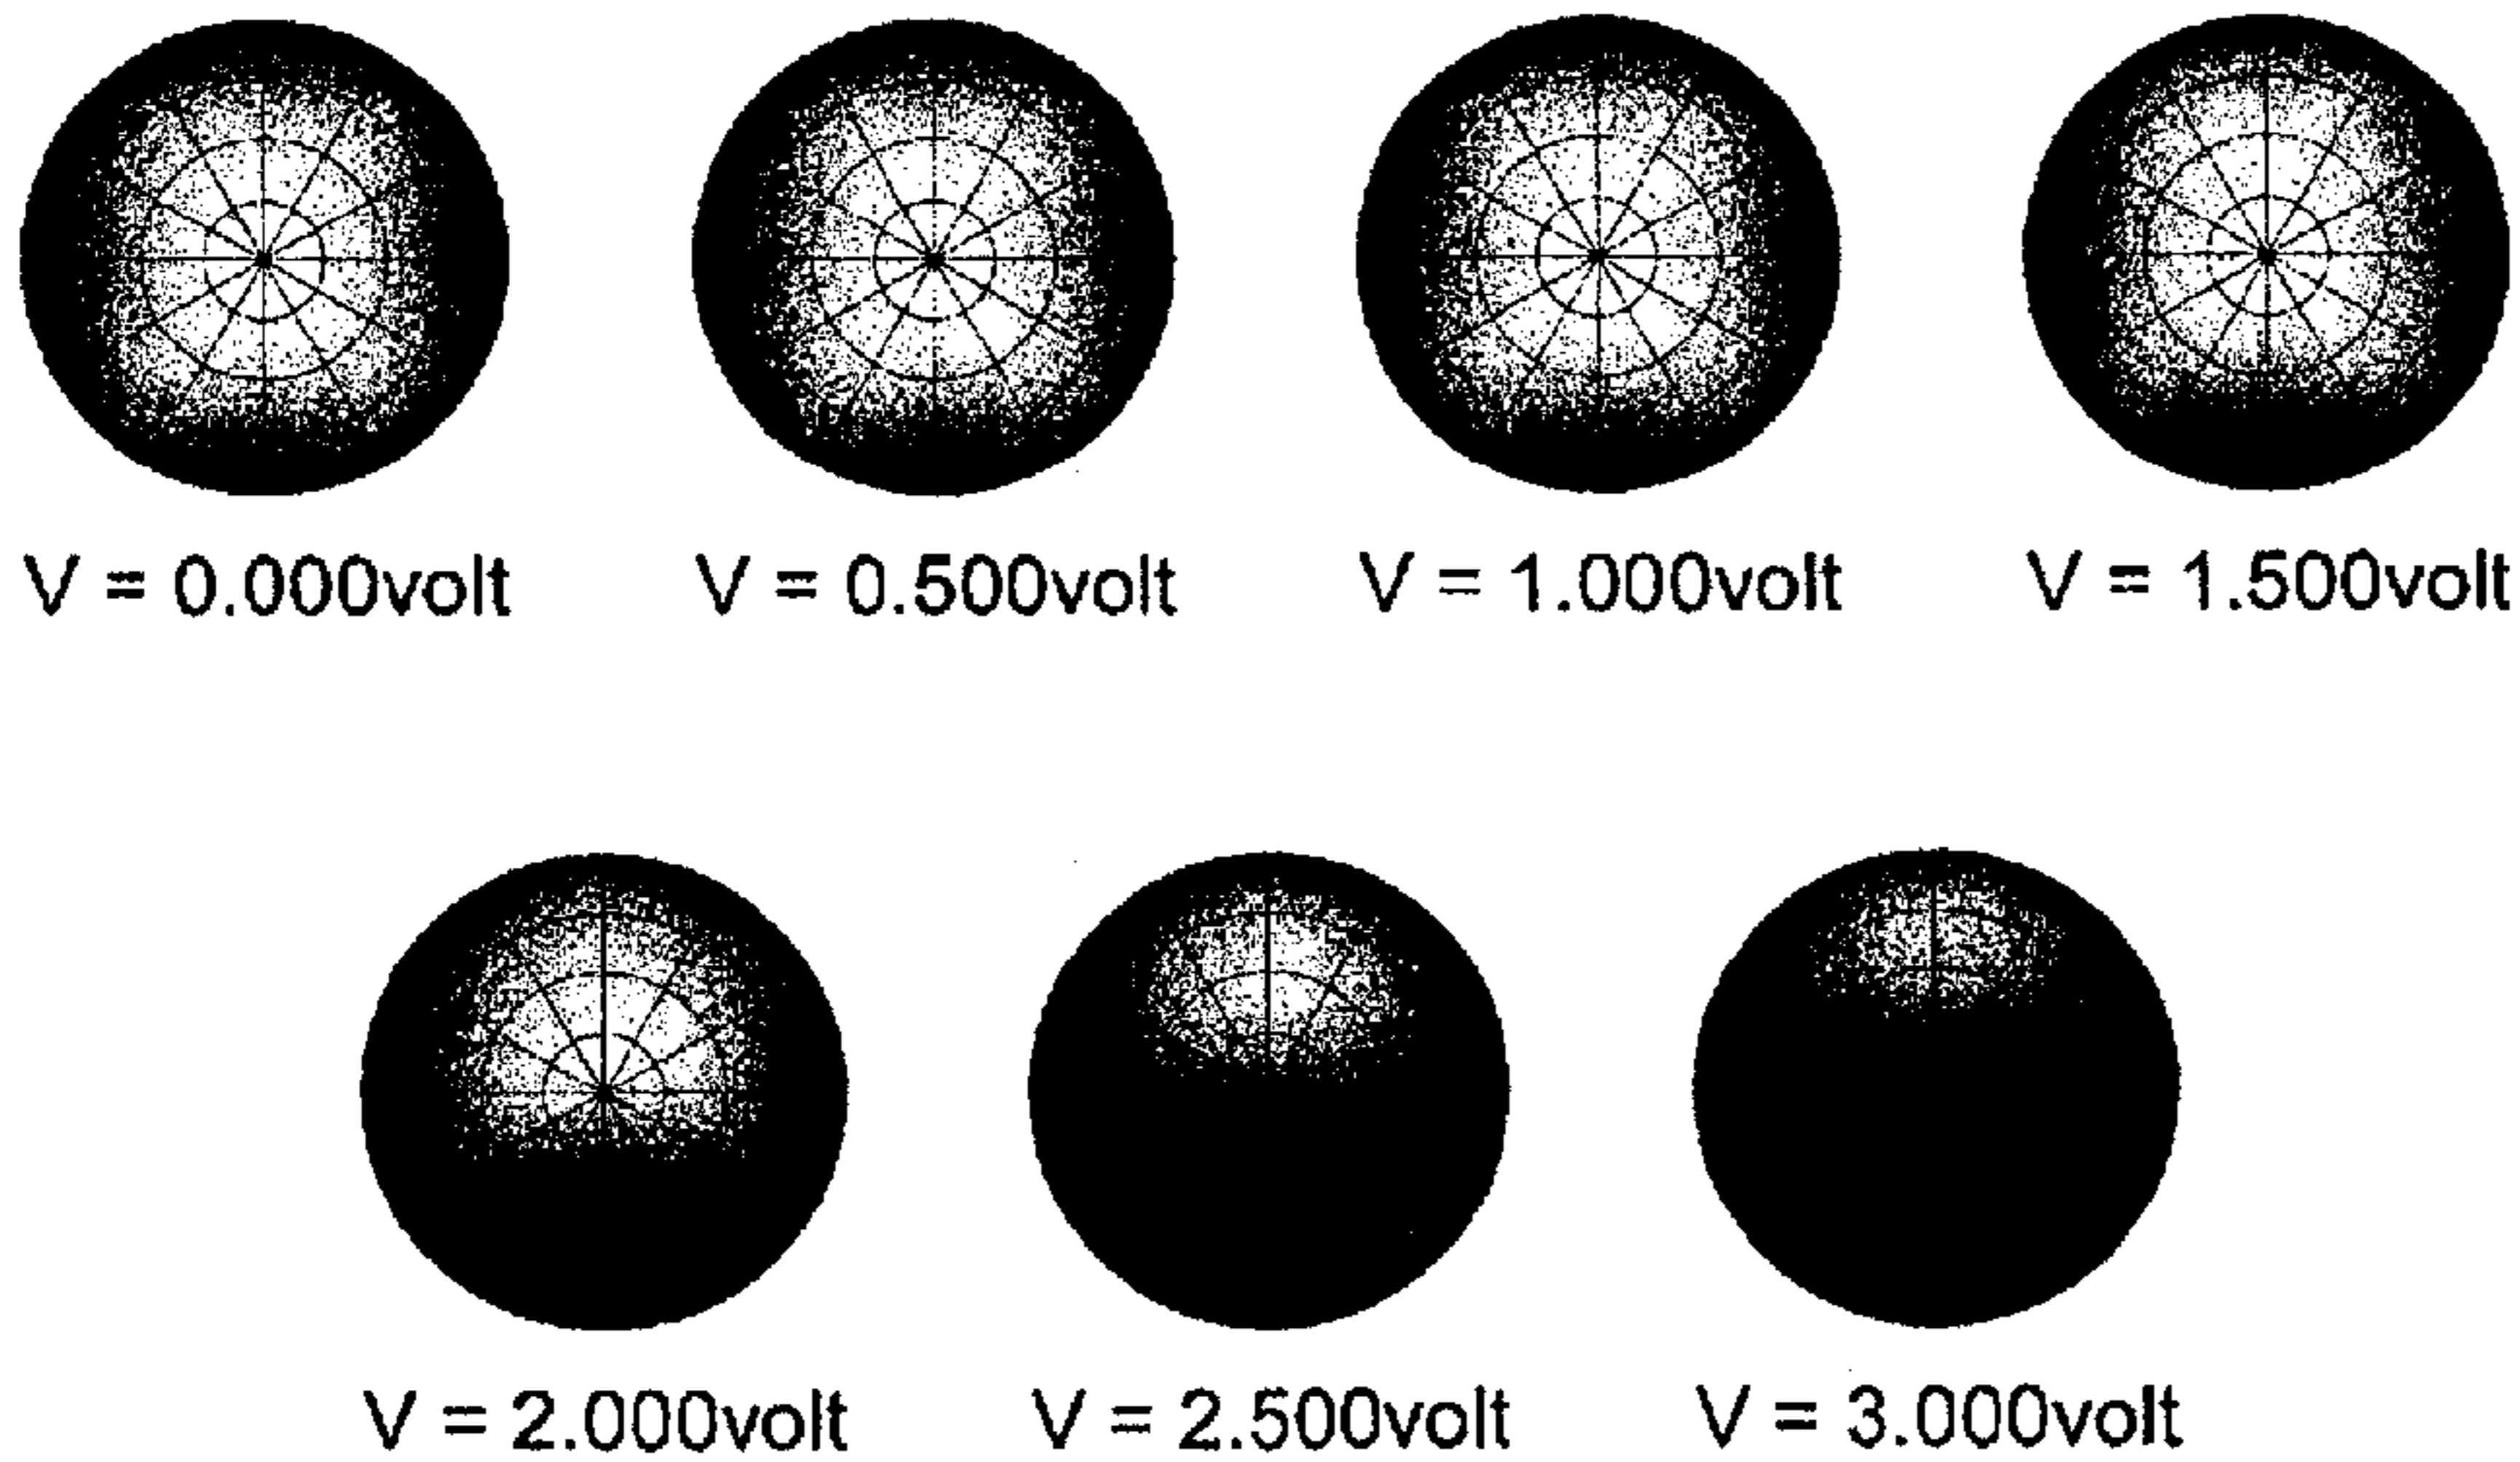 V = 0.000volt V = 0.500volt V = 1.000volt V = 1.500volt
V = 2.000volt V = 2.500volt V = 3.000volt